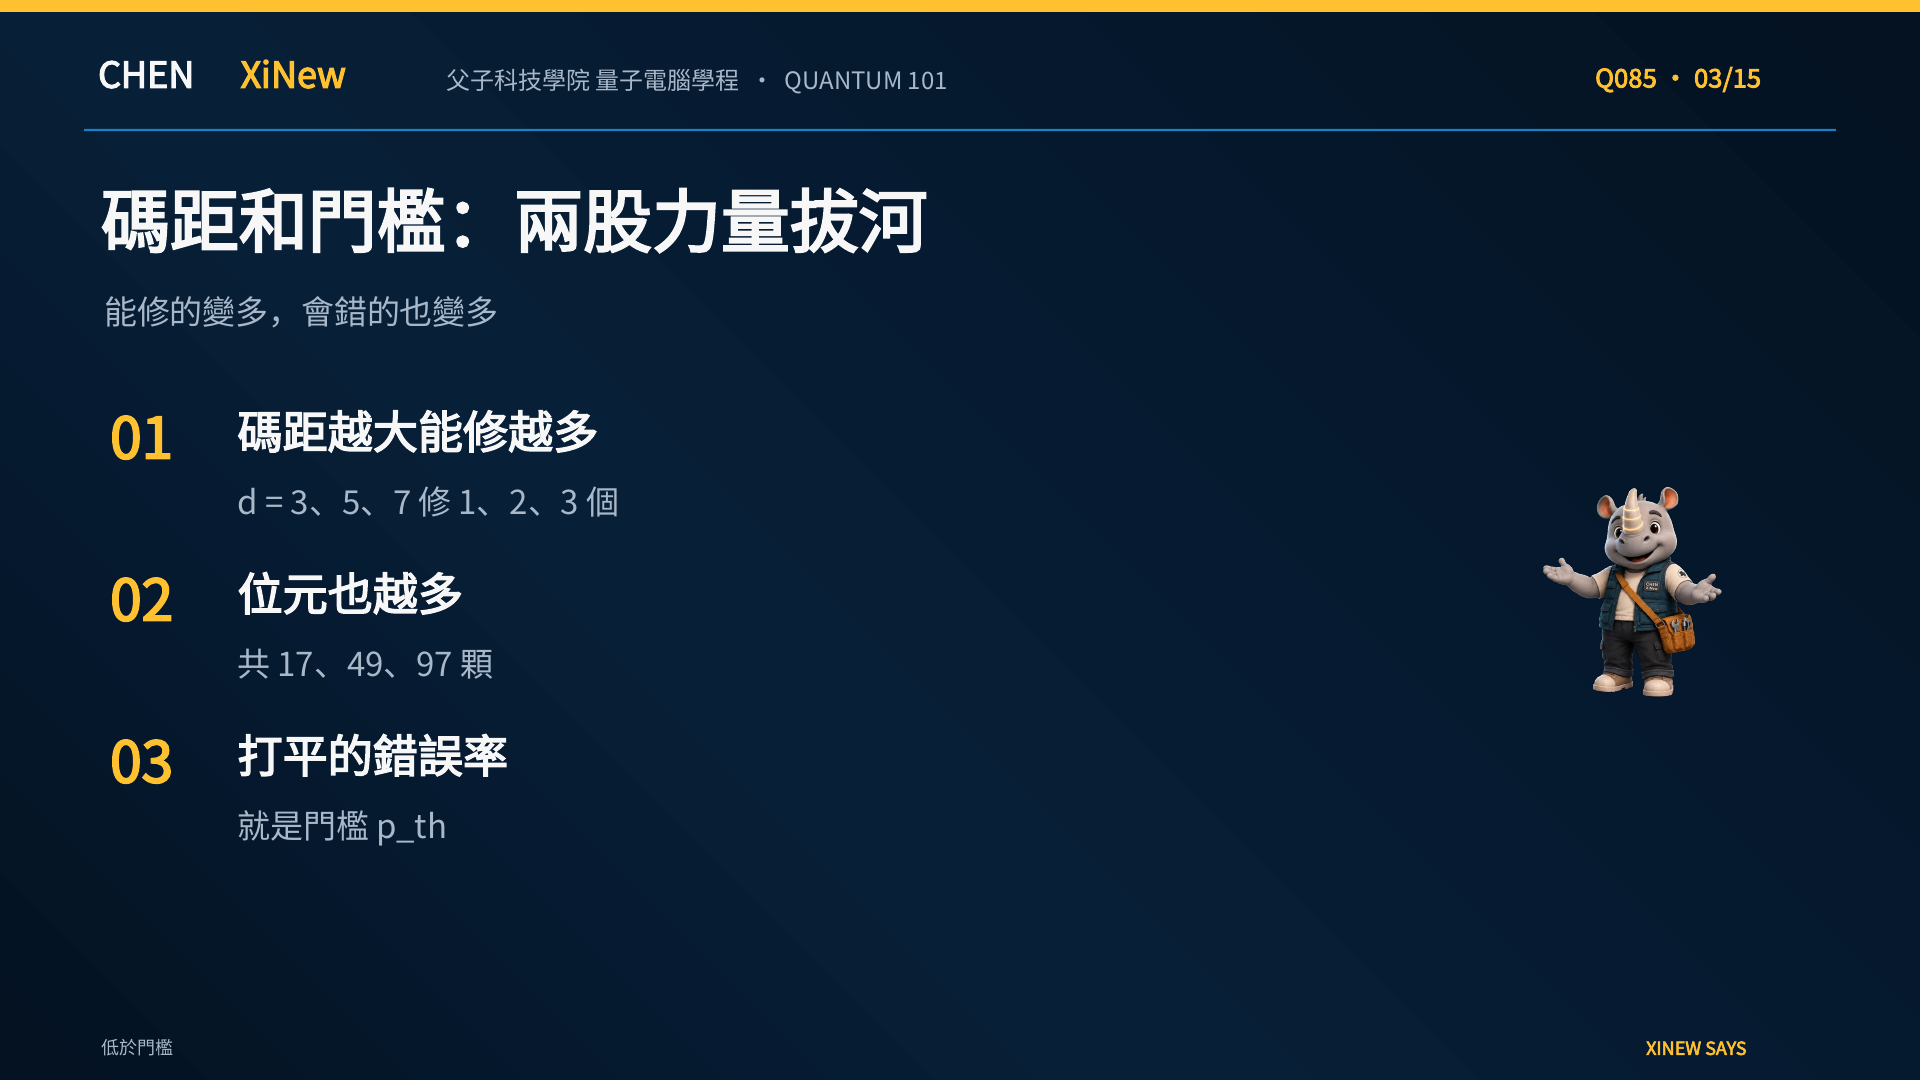 CHEN XiNew 父子科技學院 量子電腦學程 • QUANTUM 101 Q085 • 03/15
碼距和門檻：兩股力量拔河
能修的變多，會錯的也變多
01 碼距越大能修越多
d = 3、5、7 修 1、2、3 個
02 位元也越多
共 17、49、97 顆
03 打平的錯誤率
就是門檻 p_th
低於門檻 XINEW SAYS